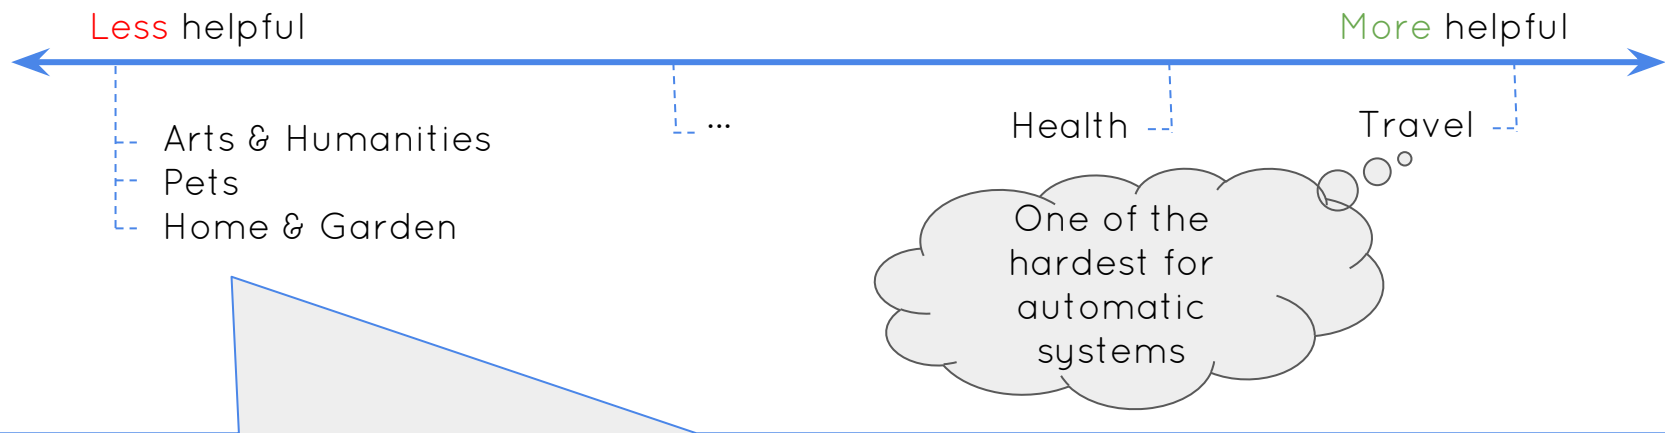 Less helpful
More helpful
Arts & Humanities
Pets
Home & Garden
...
Health
Travel
One of the
hardest for
automatic
systems